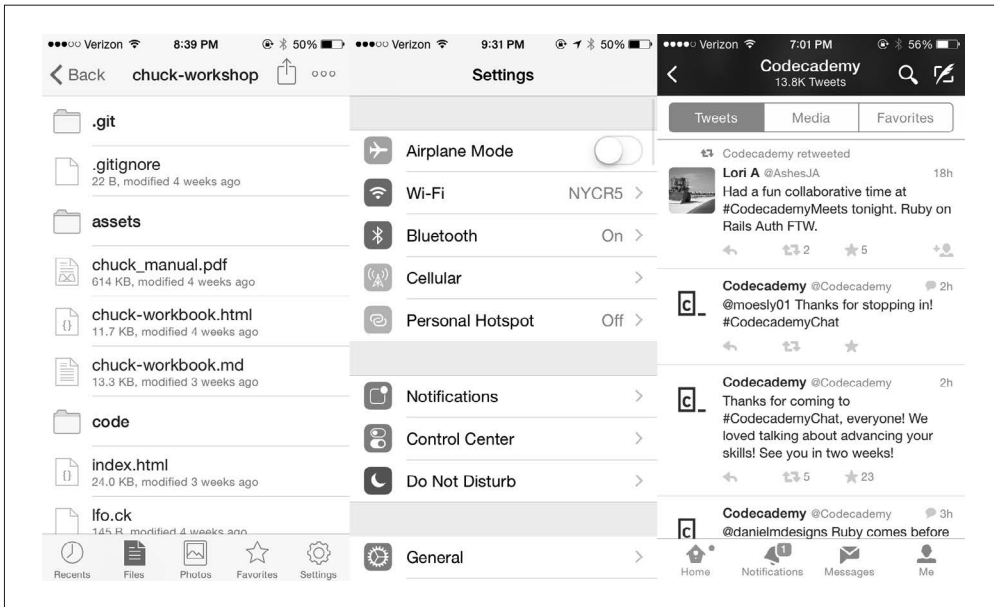 Verizon 8:39 PM 50%
Back chuck-workshop
.git
.gitignore
22 B, modified 4 weeks ago
assets
chuck_manual.pdf
614 KB, modified 4 weeks ago
chuck-workbook.html
11.7 KB, modified 4 weeks ago
chuck-workbook.md
13.3 KB, modified 3 weeks ago
code
index.html
24.0 KB, modified 3 weeks ago
lfo.ck
145 B, modified 4 weeks ago
Recents Files Photos Favorites Settings
Verizon 9:31 PM 50%
Settings
Airplane Mode
Wi-Fi NYCR5
Bluetooth On
Cellular
Personal Hotspot Off
Notifications
Control Center
Do Not Disturb
General
Verizon 7:01 PM 56%
Codecademy
13.8K Tweets
Tweets Media Favorites
Codecademy retweeted
Lori A @AshesJA 18h
Had a fun collaborative time at
#CodecademyMeets tonight. Ruby on
Rails Auth FTW.
2 5
Codecademy @Codecademy 2h
@moesly01 Thanks for stopping in!
#CodecademyChat
Codecademy @Codecademy 2h
Thanks for coming to
#CodecademyChat, everyone! We
loved talking about advancing your
skills! See you in two weeks!
5 23
Codecademy @Codecademy 3h
@danielmdesigns Ruby comes before
1
Home Notifications Messages Me